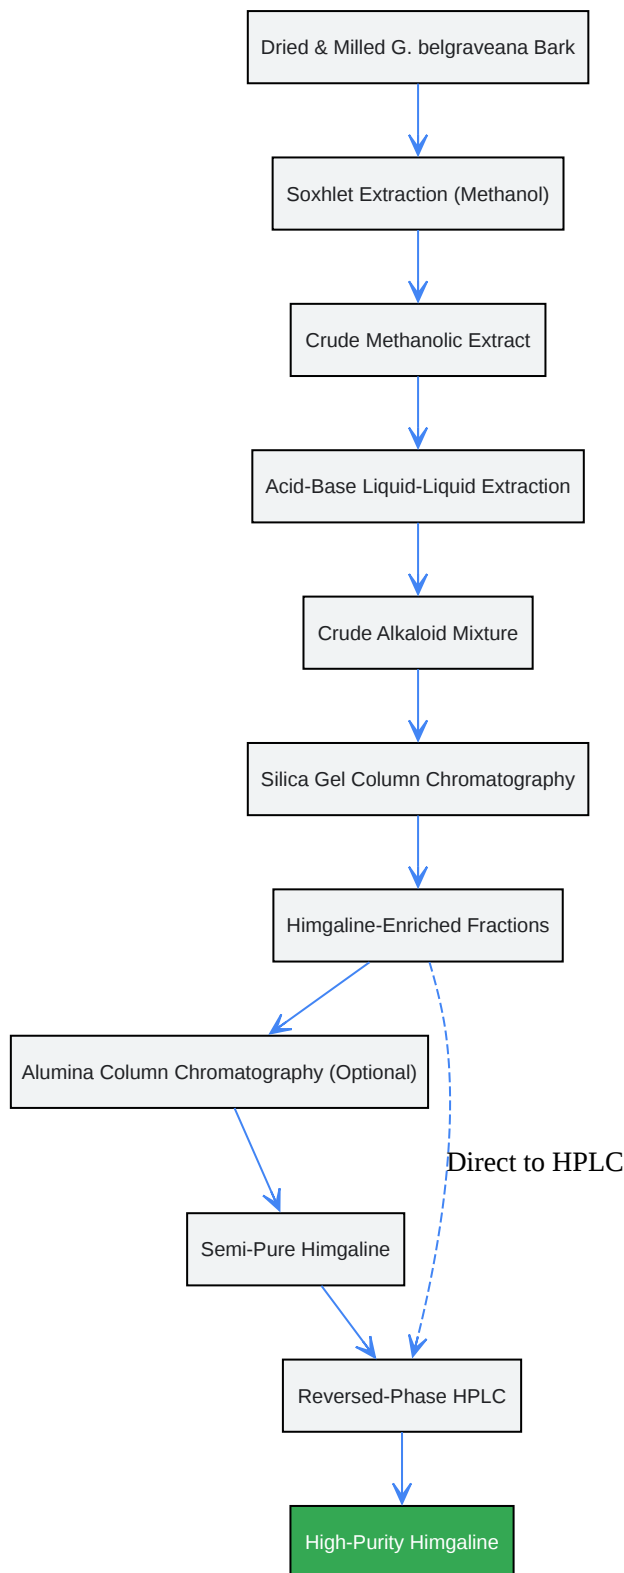 Dried & Milled G. belgraveana Bark
Soxhlet Extraction (Methanol)
Crude Methanolic Extract
Acid-Base Liquid-Liquid Extraction
Crude Alkaloid Mixture
Silica Gel Column Chromatography
Himgaline-Enriched Fractions
Alumina Column Chromatography (Optional)
Direct to HPLC
Semi-Pure Himgaline
Reversed-Phase HPLC
High-Purity Himgaline